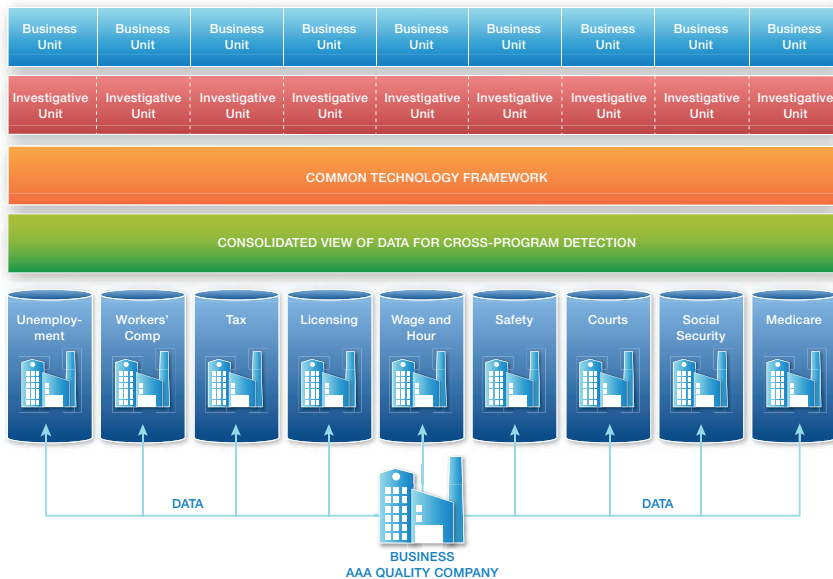 Business Business Business Business Business Business Business Business Business
Unit Unit Unit Unit Unit Unit Unit Unit Unit
Investigative Investigative Investigative Investigative Investigative Investigative Investigative Investigative Investigative
Unit Unit Unit Unit Unit Unit Unit Unit Unit
COMMON TECHNOLOGY FRAMEWORK
CONSOLIDATED VIEW OF DATA FOR CROSS-PROGRAM DETECTION
Unemploy- Workers' Tax Licensing Wage and Safety Courts Social Medicare
ment Comp Hour Security
DATA DATA
BUSINESS
AAA QUALITY COMPANY